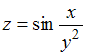 z = sin x/y²